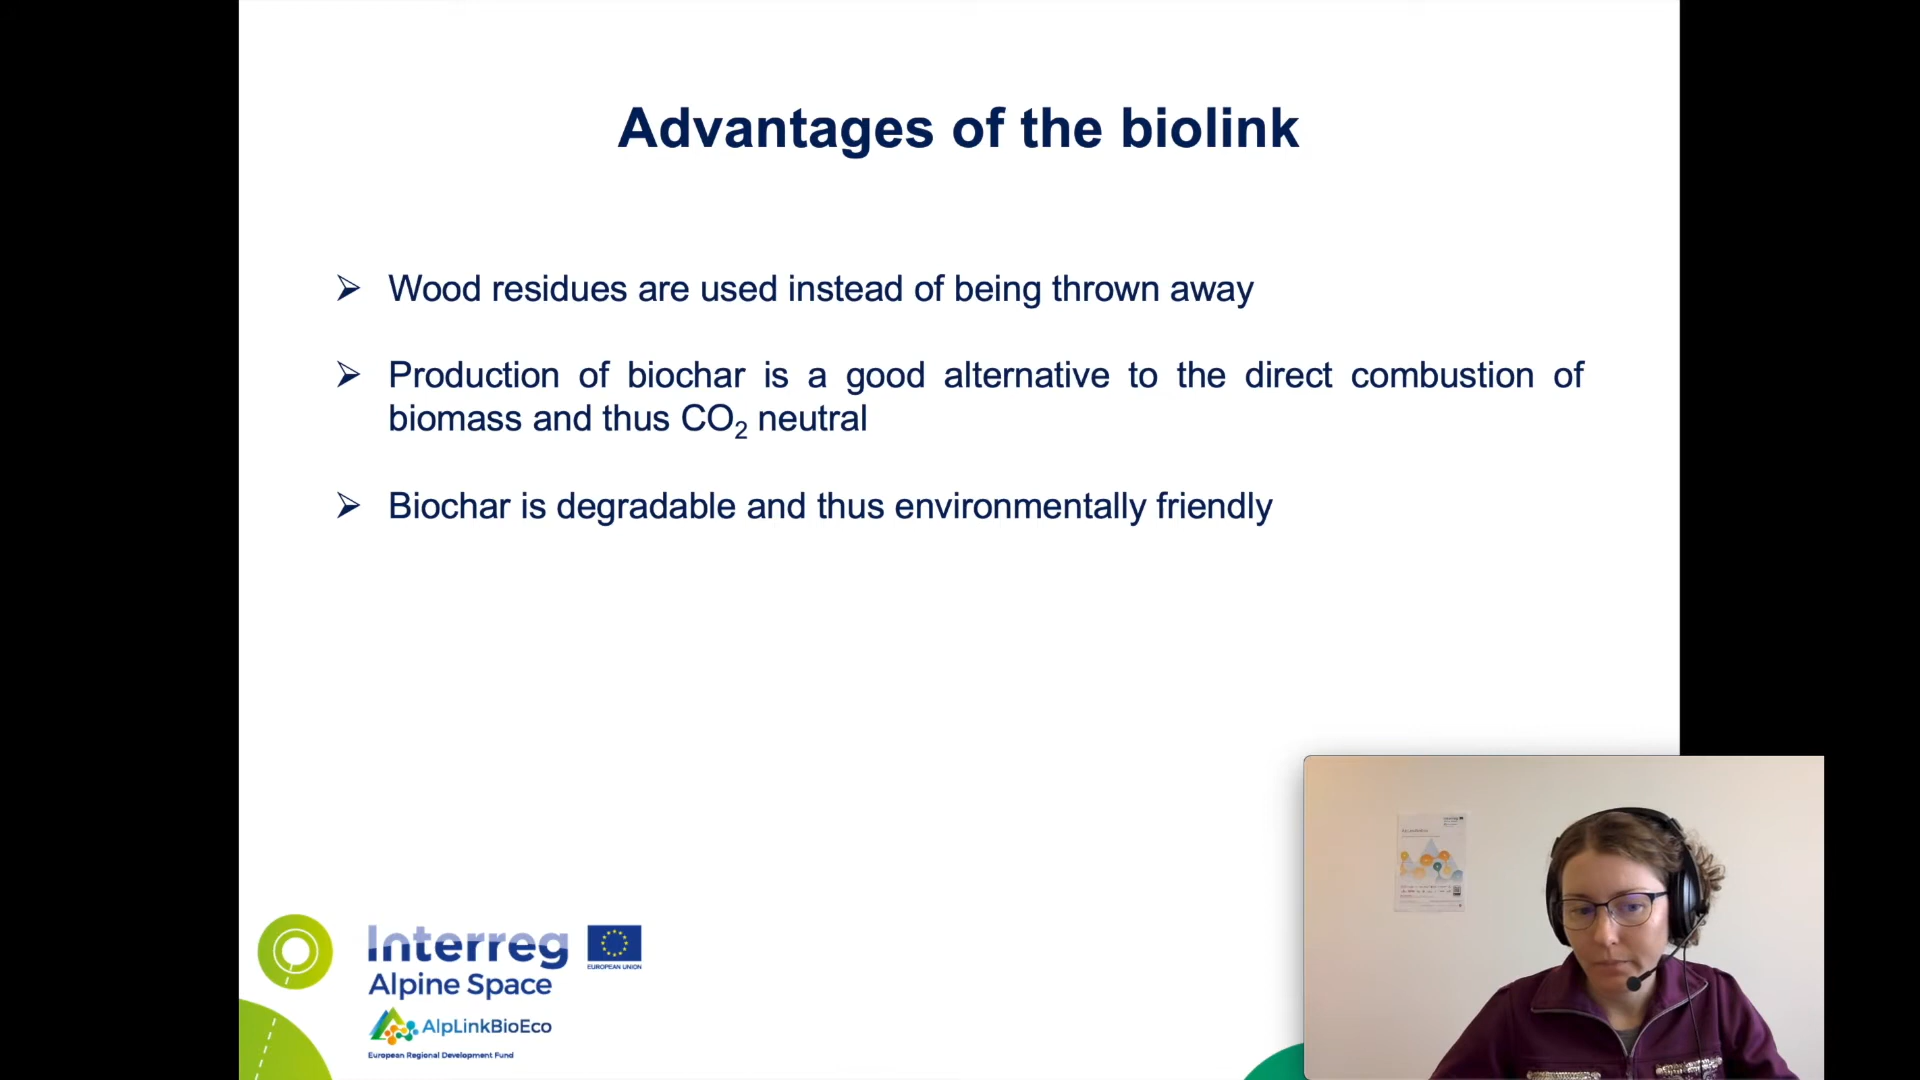 Advantages of the biolink
Wood residues are used instead of being thrown away
Production of biochar is a good alternative to the direct combustion of
biomass and thus CO₂ neutral
Biochar is degradable and thus environmentally friendly
Interreg
EUROPEAN UNION
Alpine Space
AlpLinkBioEco
European Regional Development Fund